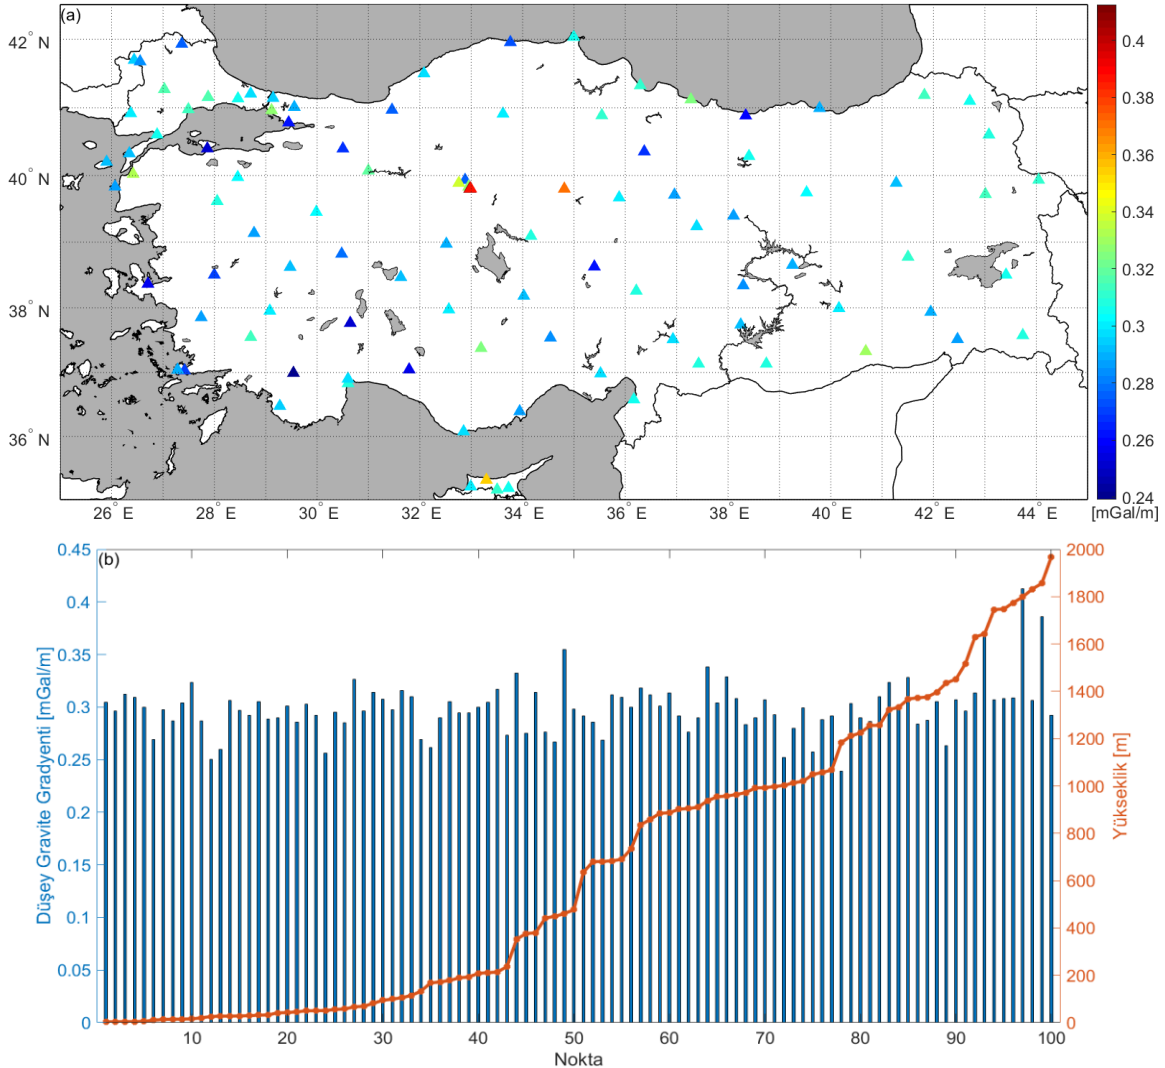 (a)
42° N
40° N
38° N
36° N
26° E 28° E 30° E 32° E 34° E 36° E 38° E 40° E 42° E 44° E
0.4
0.38
0.36
0.34
0.32
0.3
0.28
0.26
0.24
[mGal/m]
(b)
Düşey Gravite Gradyenti [mGal/m]
0.45
0.4
0.35
0.3
0.25
0.2
0.15
0.1
0.05
0
2000
1800
1600
1400
1200
1000
800
600
400
200
0
Yükseklik [m]
10 20 30 40 50 60 70 80 90 100
Nokta